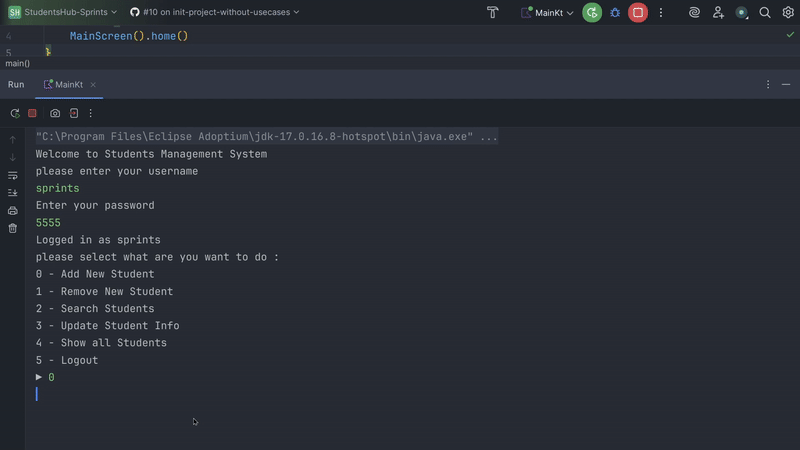 SH StudentsHub-Sprints #10 on init-project-without-usecases MainKt
4 MainScreen().home()
5 }
main()
Run MainKt
"C:\Program Files\Eclipse Adoptium\jdk-17.0.16.8-hotspot\bin\java.exe" ...
Welcome to Students Management System
please enter your username
sprints
Enter your password
5555
Logged in as sprints
please select what are you want to do :
0 - Add New Student
1 - Remove New Student
2 - Search Students
3 - Update Student Info
4 - Show all Students
5 - Logout
0